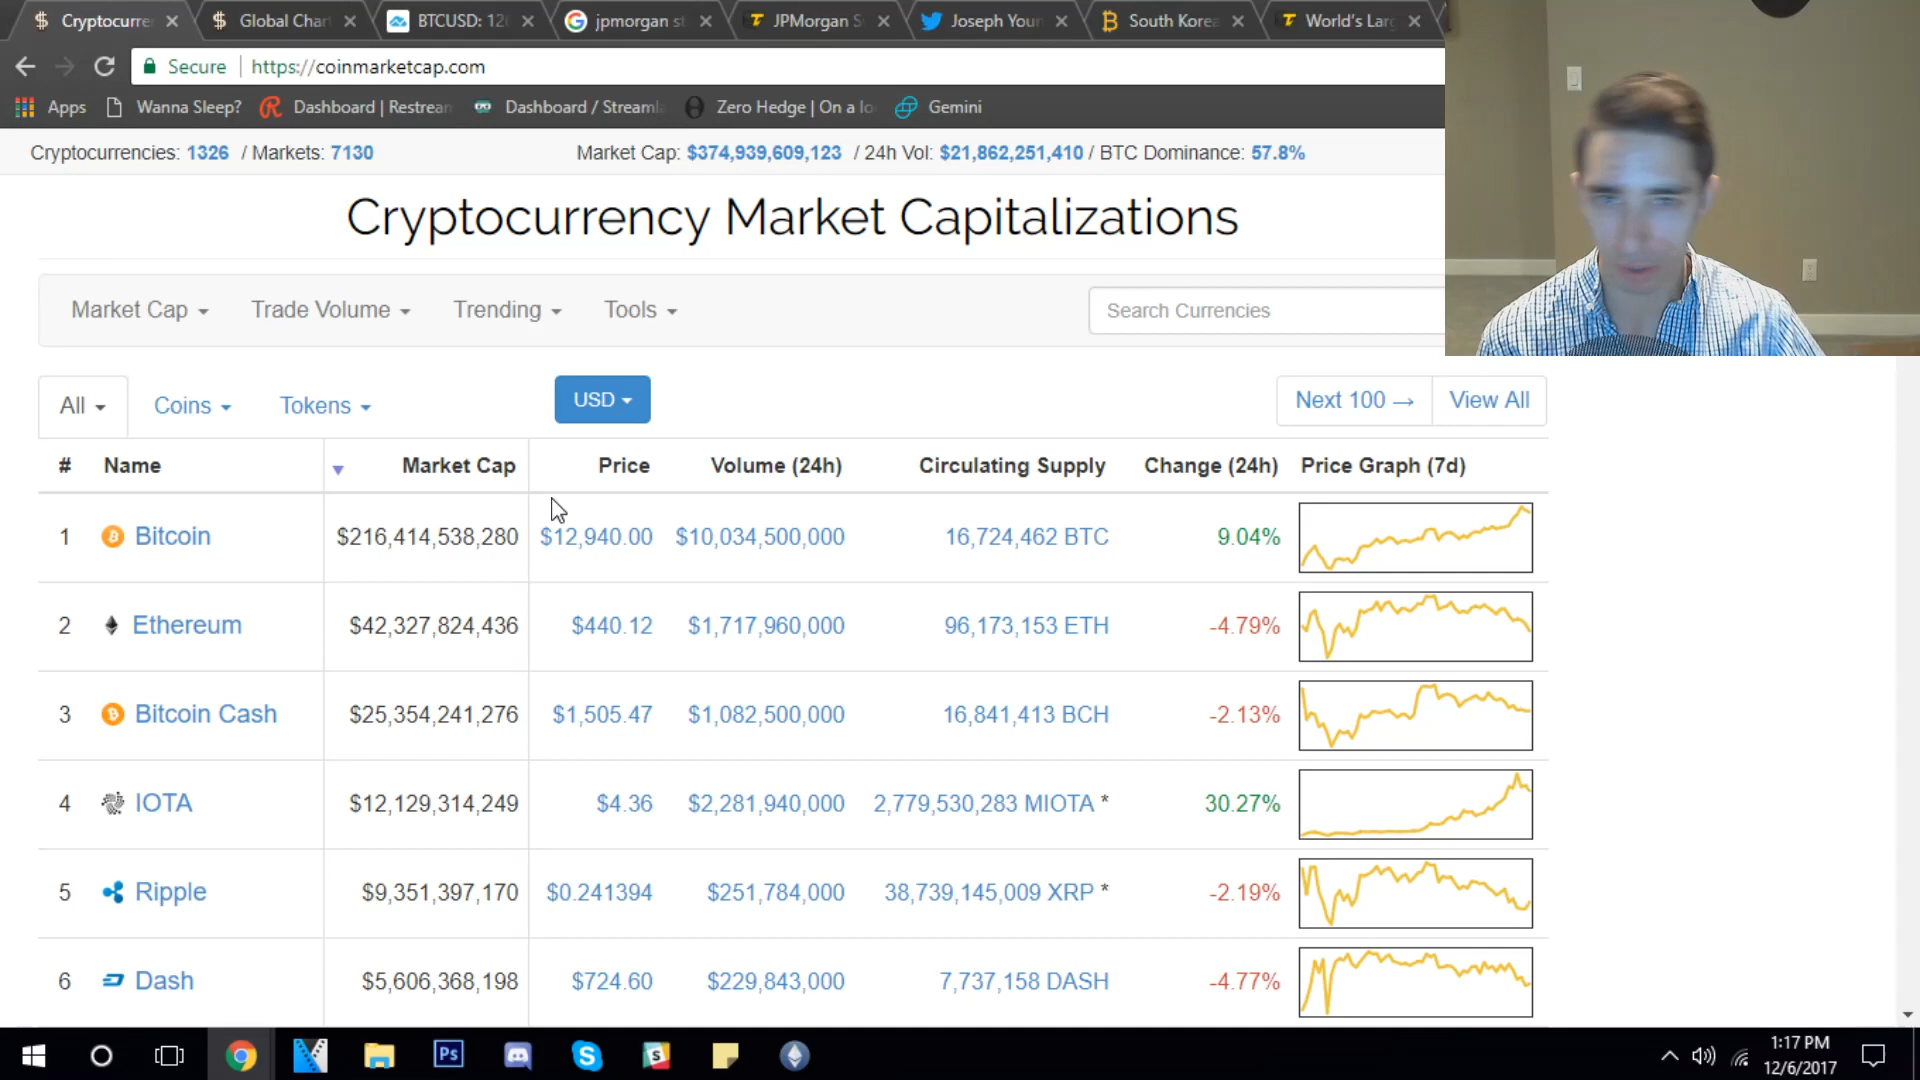 Cryptocurre
Global Char
BTCUSD: 12
jpmorgan st
JPMorgan S
Joseph Your
South Korea
World's Larg
Secure
https://coinmarketcap.com
Apps
Wanna Sleep?
Dashboard | Restrean
Dashboard / Streamla
Zero Hedge | On a lo
Gemini
Cryptocurrencies: 1326 / Markets: 7130
Market Cap: $374,939,609,123 / 24h Vol: $21,862,251,410 / BTC Dominance: 57.8%
Cryptocurrency Market Capitalizations
Market Cap Trade Volume Trending Tools
Search Currencies
All Coins Tokens USD Next 100 → View All
# Name Market Cap Price Volume (24h) Circulating Supply Change (24h) Price Graph (7d)
1 Bitcoin $216,414,538,280 $12,940.00 $10,034,500,000 16,724,462 BTC 9.04%
2 Ethereum $42,327,824,436 $440.12 $1,717,960,000 96,173,153 ETH -4.79%
3 Bitcoin Cash $25,354,241,276 $1,505.47 $1,082,500,000 16,841,413 BCH -2.13%
4 IOTA $12,129,314,249 $4.36 $2,281,940,000 2,779,530,283 MIOTA * 30.27%
5 Ripple $9,351,397,170 $0.241394 $251,784,000 38,739,145,009 XRP * -2.19%
6 Dash $5,606,368,198 $724.60 $229,843,000 7,737,158 DASH -4.77%
Ps
1:17 PM
12/6/2017